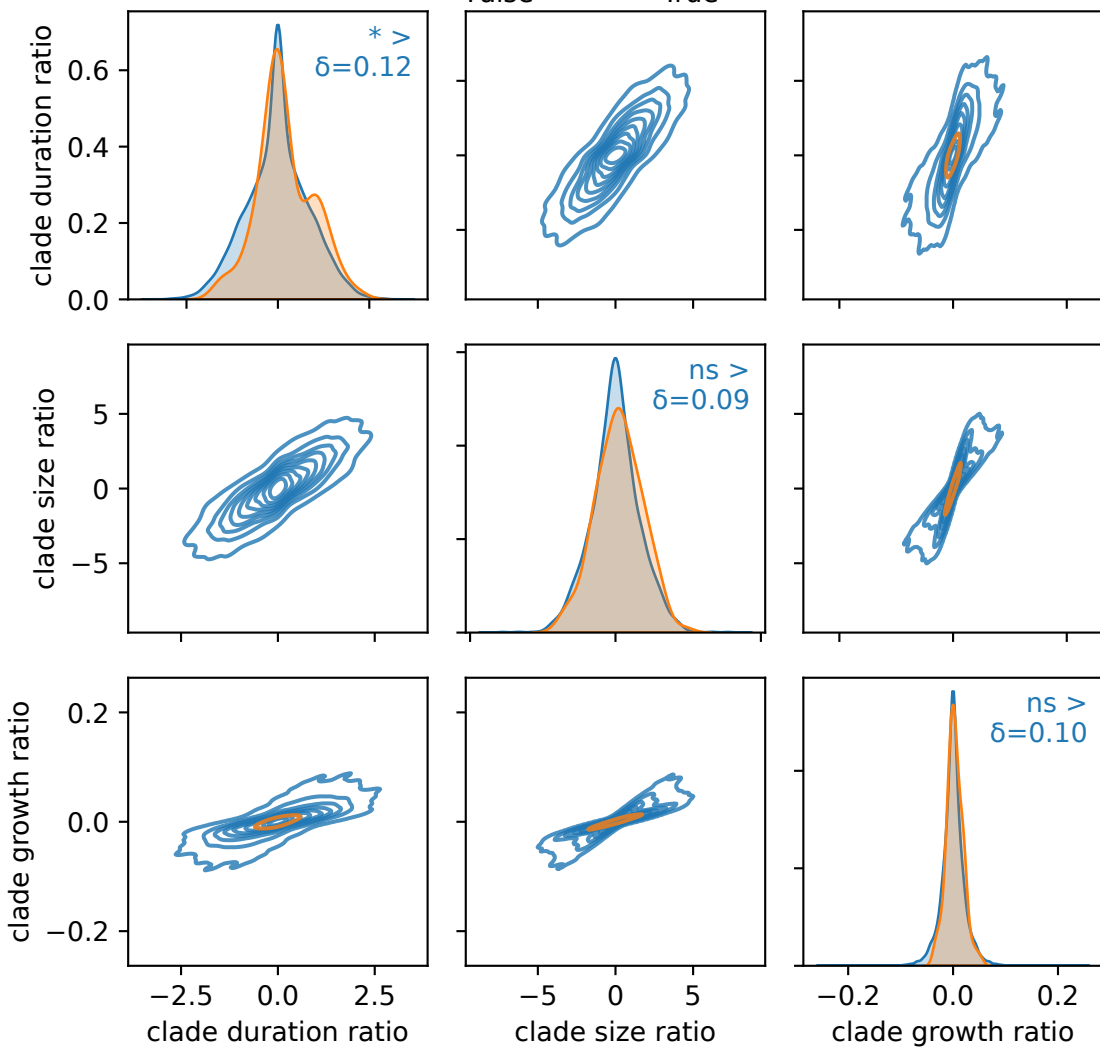 clade duration ratio
0.6
0.4
0.2
0.0
* >
δ=0.12
clade size ratio
5
0
−5
ns >
δ=0.09
clade growth ratio
0.2
0.0
−0.2
ns >
δ=0.10
−2.5 0.0 2.5
−5 0 5
−0.2 0.0 0.2
clade duration ratio
clade size ratio
clade growth ratio